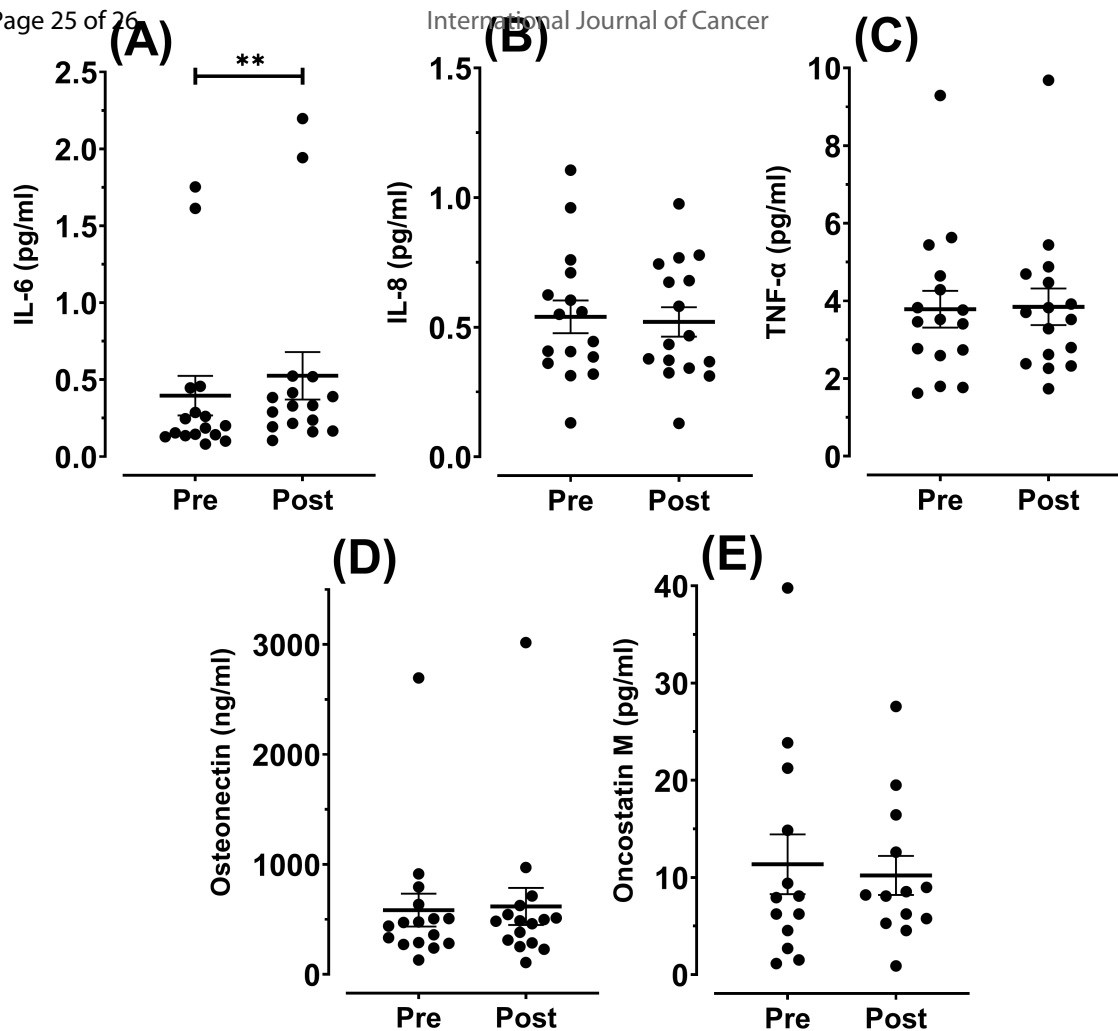 Page 25 of 26
International Journal of Cancer
(A)
**
IL-6 (pg/ml)
2.5
2.0
1.5
1.0
0.5
0.0
Pre Post
(B)
IL-8 (pg/ml)
1.5
1.0
0.5
0.0
Pre Post
(C)
TNF-α (pg/ml)
10
8
6
4
2
0
Pre Post
(D)
Osteonectin (ng/ml)
3000
2000
1000
0
Pre Post
(E)
Oncostatin M (pg/ml)
40
30
20
10
0
Pre Post